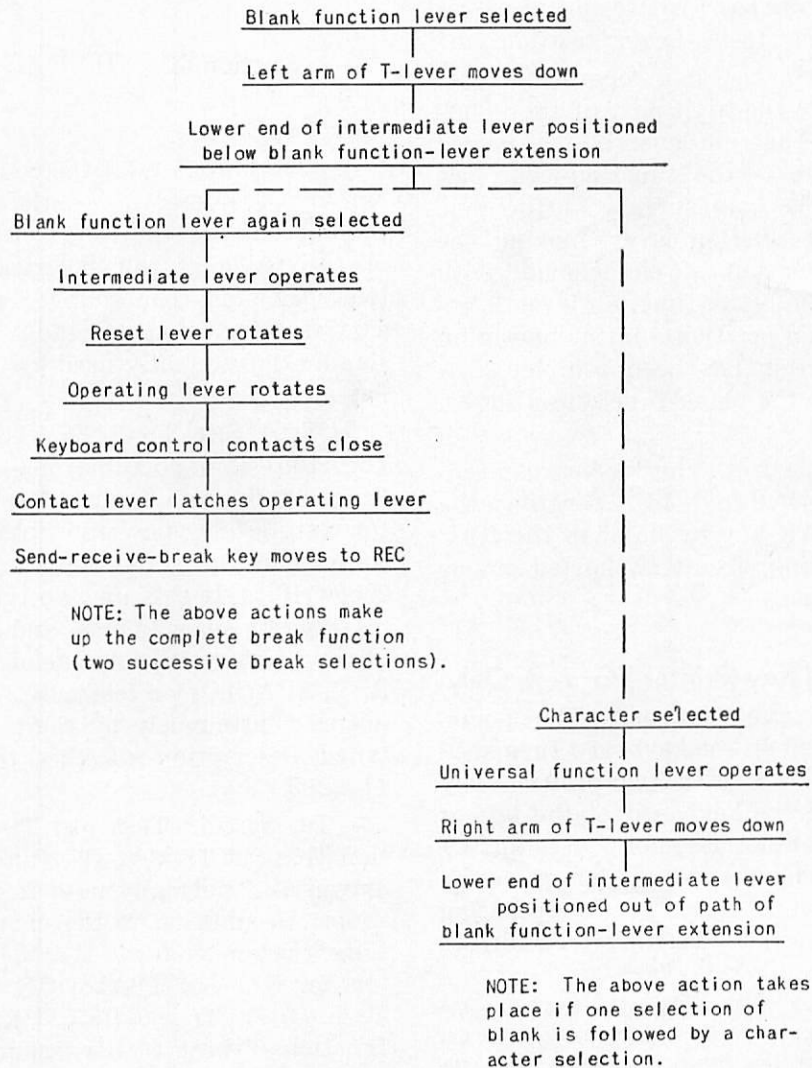 Blank function lever selected
Left arm of T-lever moves down
Lower end of intermediate lever positioned
below blank function-lever extension
Blank function lever again selected
Intermediate lever operates
Reset lever rotates
Operating lever rotates
Keyboard control contacts close
Contact lever latches operating lever
Send-receive-break key moves to REC
NOTE: The above actions make
up the complete break function
(two successive break selections).
Character selected
Universal function lever operates
Right arm of T-lever moves down
Lower end of intermediate lever
positioned out of path of
blank function-lever extension
NOTE: The above action takes
place if one selection of
blank is followed by a char-
acter selection.